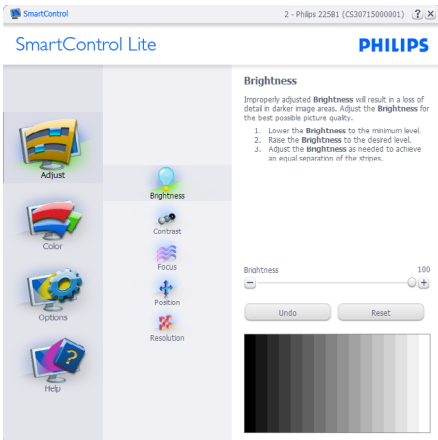 SmartControl
2 - Philips 225B1 (CS30715000001)
SmartControl Lite
PHILIPS
Adjust
Color
Options
Help
Brightness
Contrast
Focus
Position
Resolution
Brightness
Improperly adjusted Brightness will result in a loss of
detail in darker image areas. Adjust the Brightness for
the best possible picture quality.
1. Lower the Brightness to the minimum level.
2. Raise the Brightness to the desired level.
3. Adjust the Brightness as needed to achieve
an equal separation of the stripes.
Brightness 100
Undo Reset